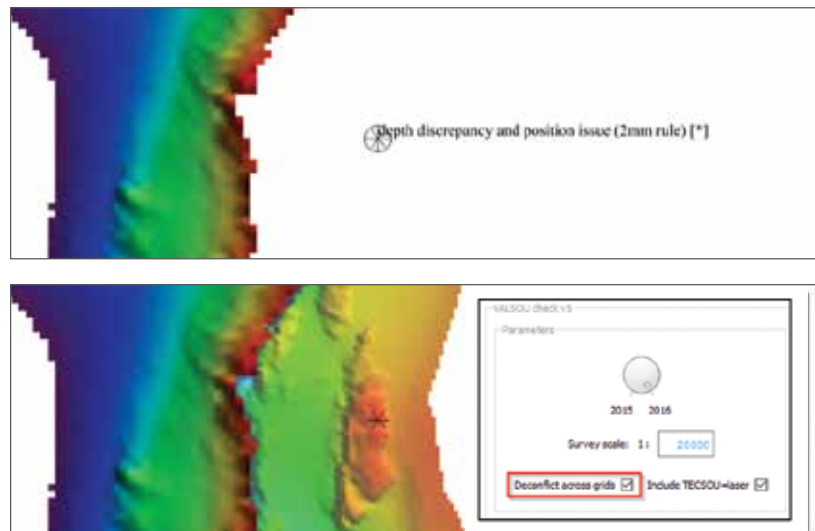 depth discrepancy and position issue (2mm rule) [*]
VALSOU check v5
Parameters
2015 2016
Survey scale: 1: 20000
Deconflict across grids Include TECSOU=laser